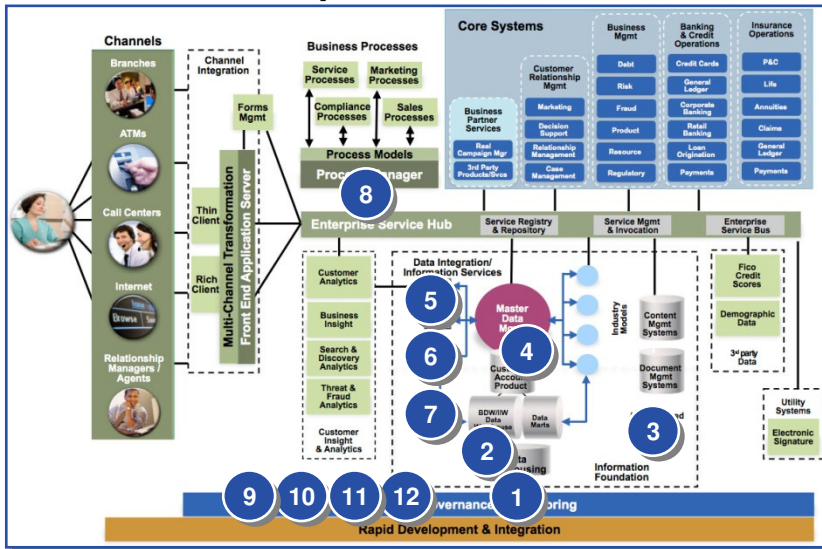 Channels
Branches
ATMs
Call Centers
Internet
Browse
Relationship
Managers /
Agents
Channel
Integration
Forms
Mgmt
Thin
Client
Rich
Client
Multi-Channel Transformation
Front End Application Server
Business Processes
Service
Processes
Marketing
Processes
Compliance
Processes
Sales
Processes
Process Models
8
Core Systems
Business
Partner
Services
Real
Campaign Mgr
3rd Party
Products/Srcs
Customer
Relationship
Mgmt
Marketing
Decision
Support
Relationship
Management
Case
Management
Business
Mgmt
Debt
Risk
Fraud
Product
Resource
Regulatory
Banking
& Credit
Operations
Credit Cards
General
Ledger
Corporate
Banking
Retail
Banking
Loan
Origination
Payments
Insurance
Operations
P&C
Life
Annuities
Claims
General
Ledger
Payments
Enterprise Service Hub
Service Registry
& Repository
Service Mgmt
& Invocation
Enterprise
Service Bus
Customer
Analytics
Business
Insight
Search &
Discovery
Analytics
Threat &
Fraud
Analytics
Customer
Insight
& Analytics
Data Integration/
Information Services
5
6
7
Master
Data
4
Account
Product
BDW/IIW
Data
Data
Marts
2
1
Industry
Models
Content
Mgmt
Systems
Document
Mgmt
Systems
3
Information
Foundation
Fico
Credit
Scores
Demographic
Data
3rd party
Data
Utility
Systems
Electronic
Signature
9
10
11
12
Rapid Development & Integration